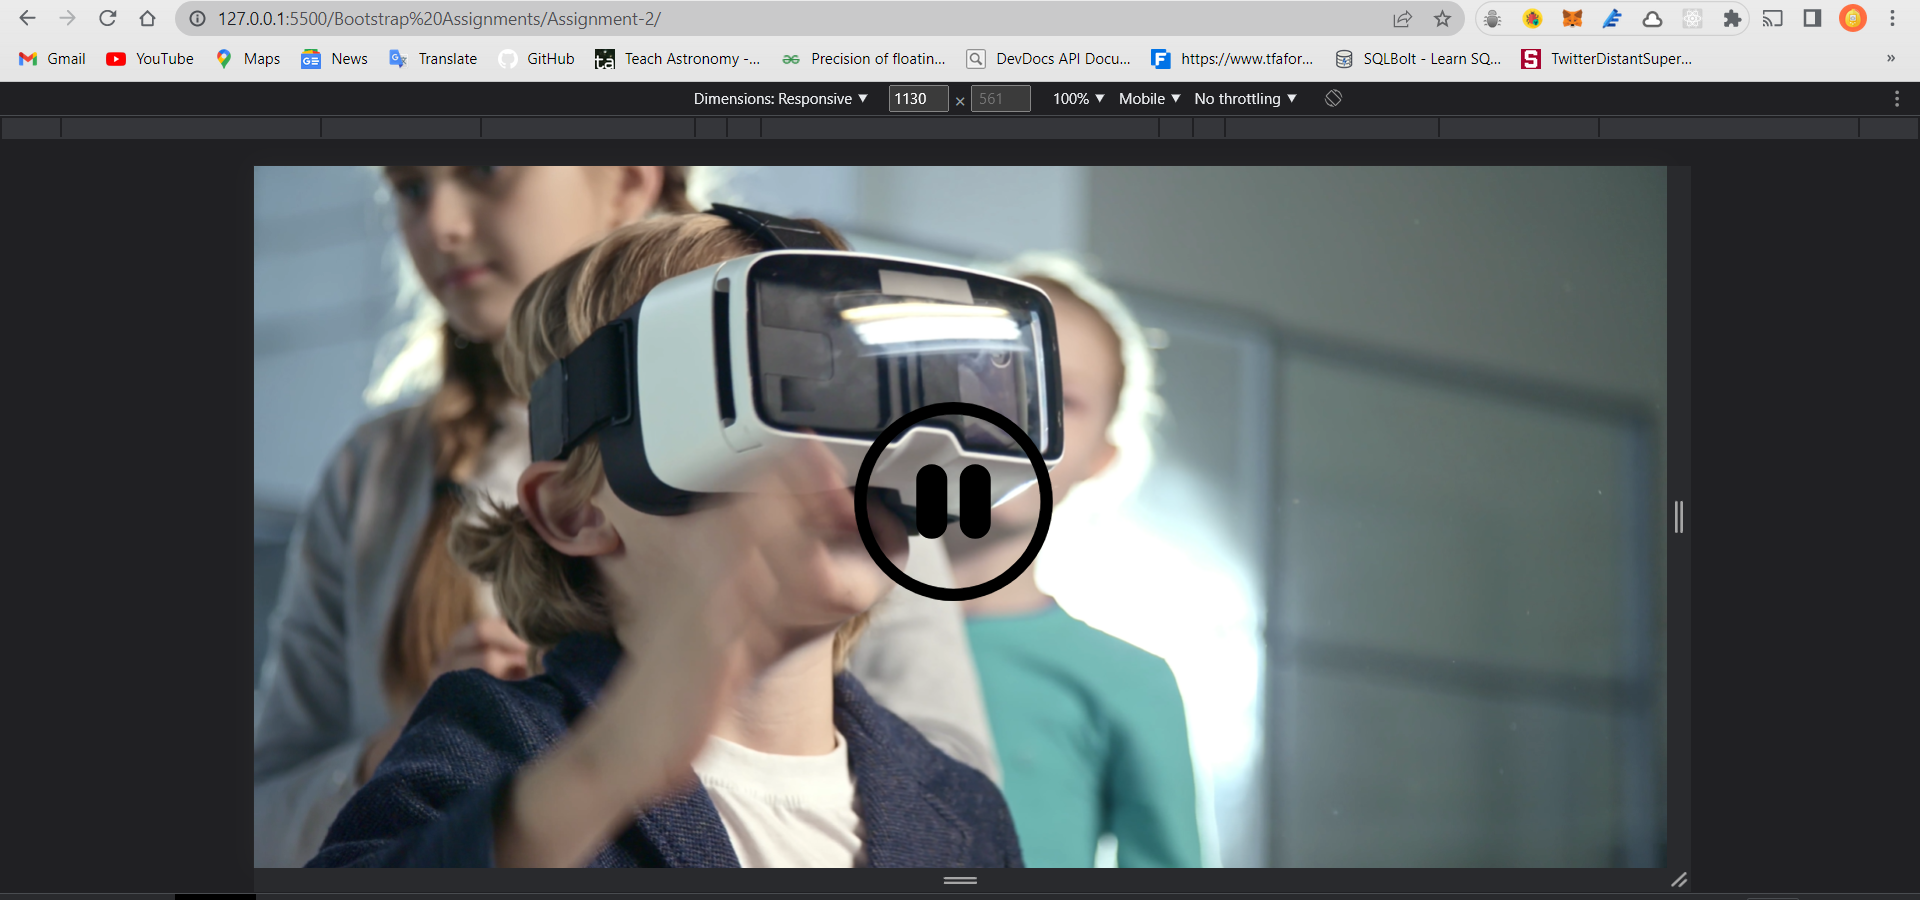 127.0.0.1:5500/Bootstrap%20Assignments/Assignment-2/
Gmail YouTube Maps News Translate GitHub Teach Astronomy -... Precision of floatin... DevDocs API Docu... https://www.tfafor... SQLBolt - Learn SQ... TwitterDistantSuper... »
Dimensions: Responsive ▼ 1130 × 561 100% ▼ Mobile ▼ No throttling ▼